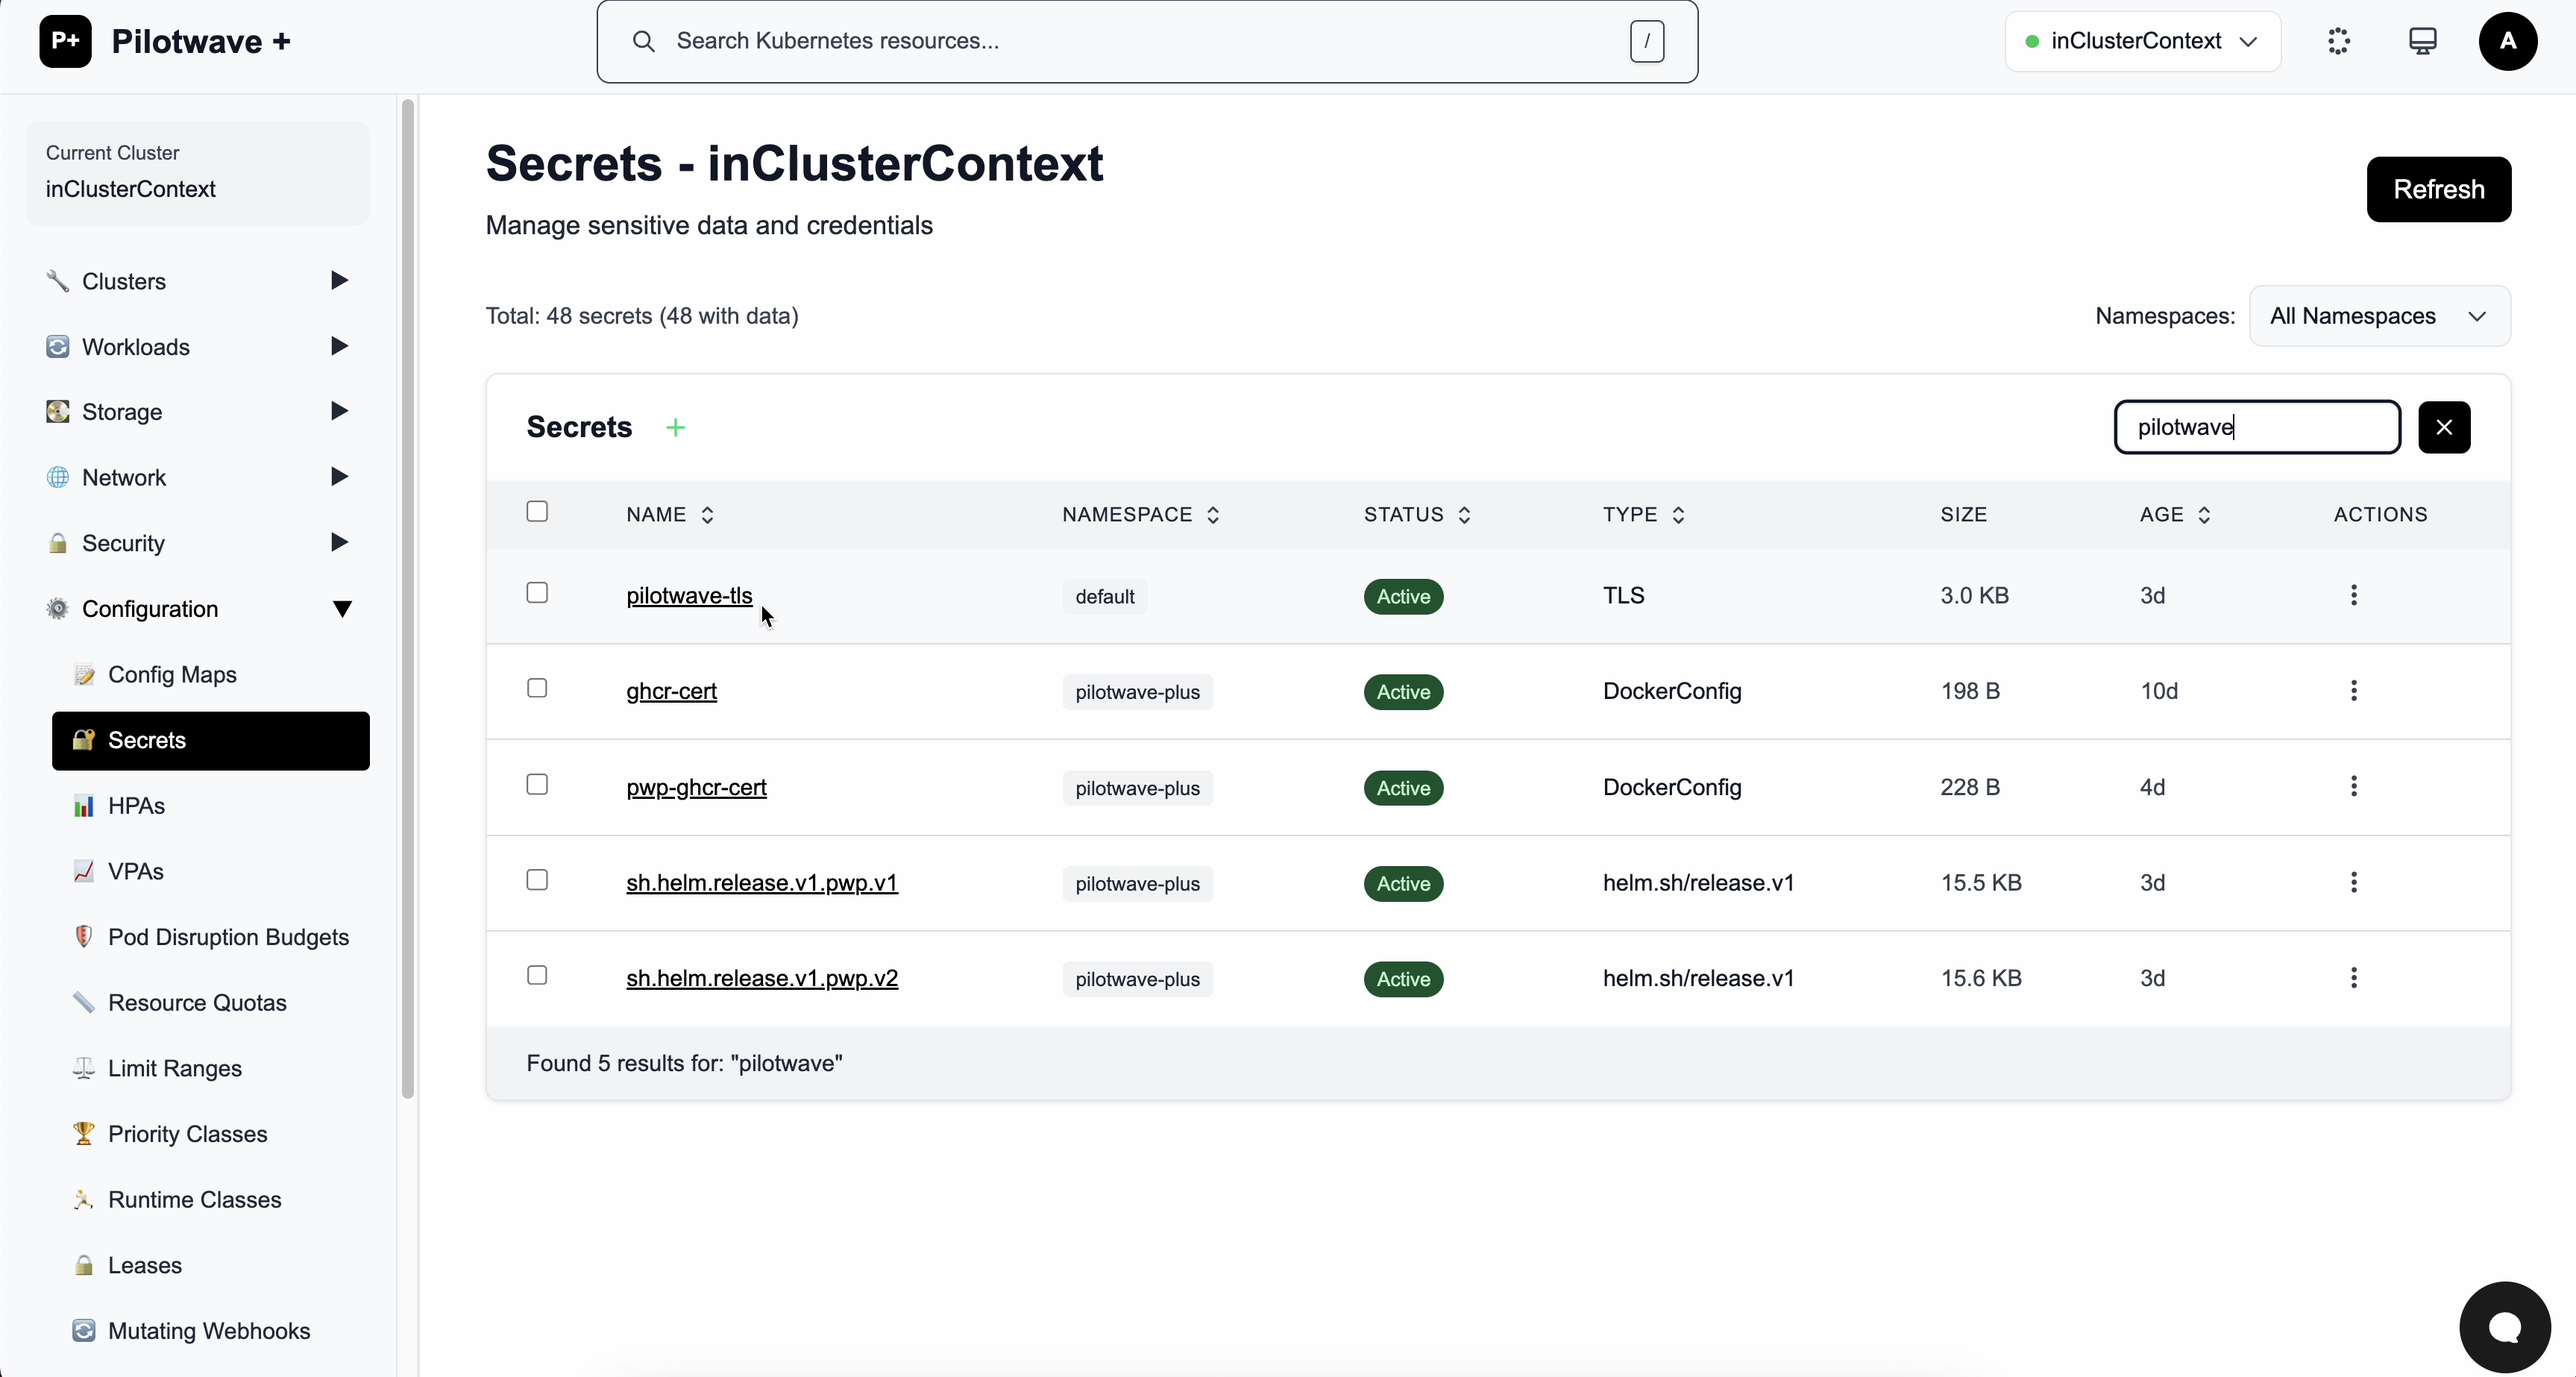 P+ Pilotwave +
Search Kubernetes resources... /
inClusterContext
A
Current Cluster
inClusterContext
Clusters
Workloads
Storage
Network
Security
Configuration
Config Maps
Secrets
HPAs
VPAs
Pod Disruption Budgets
Resource Quotas
Limit Ranges
Priority Classes
Runtime Classes
Leases
Mutating Webhooks
Secrets - inClusterContext
Manage sensitive data and credentials
Refresh
Total: 48 secrets (48 with data)
Namespaces: All Namespaces
Secrets +
pilotwave
NAME NAMESPACE STATUS TYPE SIZE AGE ACTIONS
pilotwave-tls default Active TLS 3.0 KB 3d
ghcr-cert pilotwave-plus Active DockerConfig 198 B 10d
pwp-ghcr-cert pilotwave-plus Active DockerConfig 228 B 4d
sh.helm.release.v1.pwp.v1 pilotwave-plus Active helm.sh/release.v1 15.5 KB 3d
sh.helm.release.v1.pwp.v2 pilotwave-plus Active helm.sh/release.v1 15.6 KB 3d
Found 5 results for: "pilotwave"